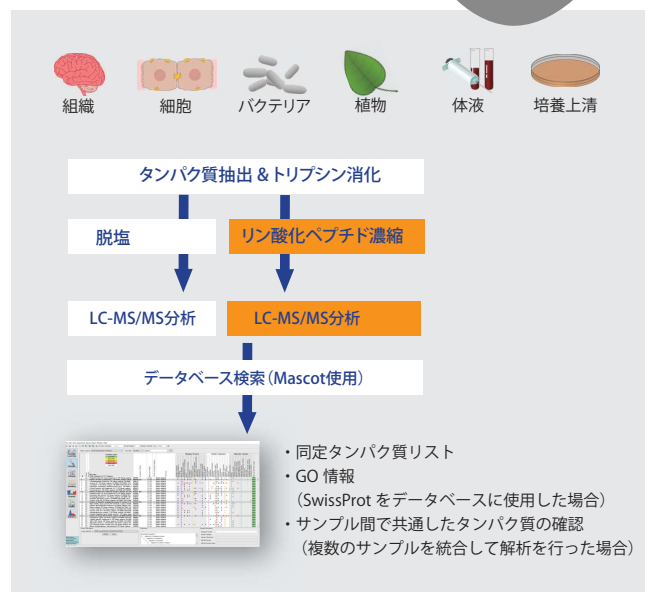 組織 細胞 バクテリア 植物 体液 培養上清
タンパク質抽出 & トリプシン消化
脱塩
リン酸化ペプチド濃縮
LC-MS/MS分析
LC-MS/MS分析
データベース検索(Mascot使用)
・同定タンパク質リスト
・GO 情報
(SwissProt をデータベースに使用した場合)
・サンプル間で共通したタンパク質の確認
(複数のサンプルを統合して解析を行った場合)